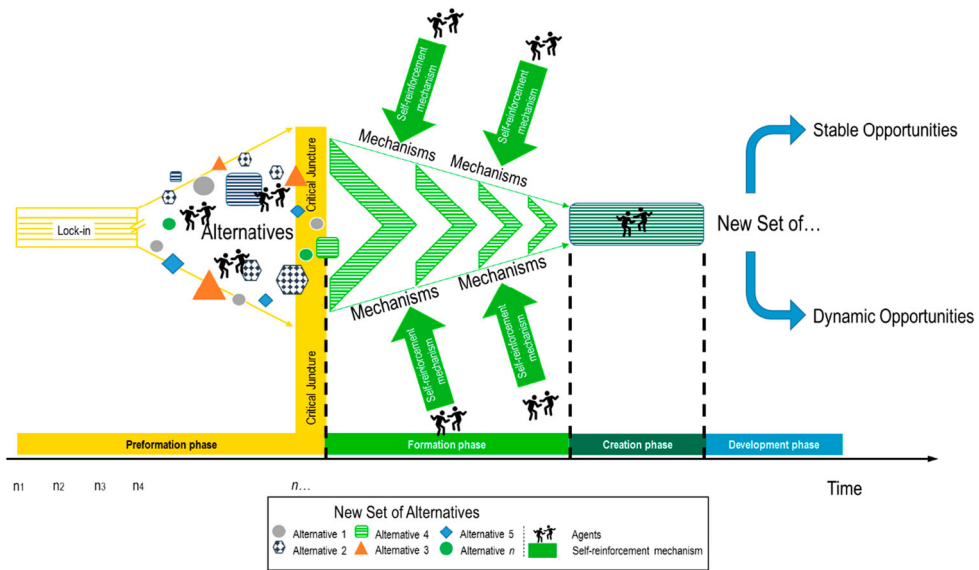 Self-reinforcement mechanism
Self-reinforcement mechanism
Mechanisms
Mechanisms
Critical Juncture
Stable Opportunities
Lock-in
Alternatives
New Set of...
Mechanisms
Mechanisms
Dynamic Opportunities
Self-reinforcement mechanism
Self-reinforcement mechanism
Critical Juncture
Preformation phase
Formation phase
Creation phase
Development phase
n1 n2 n3 n4 n... Time
New Set of Alternatives
Alternative 1 Alternative 4 Alternative 5 Agents
Alternative 2 Alternative 3 Alternative n Self-reinforcement mechanism